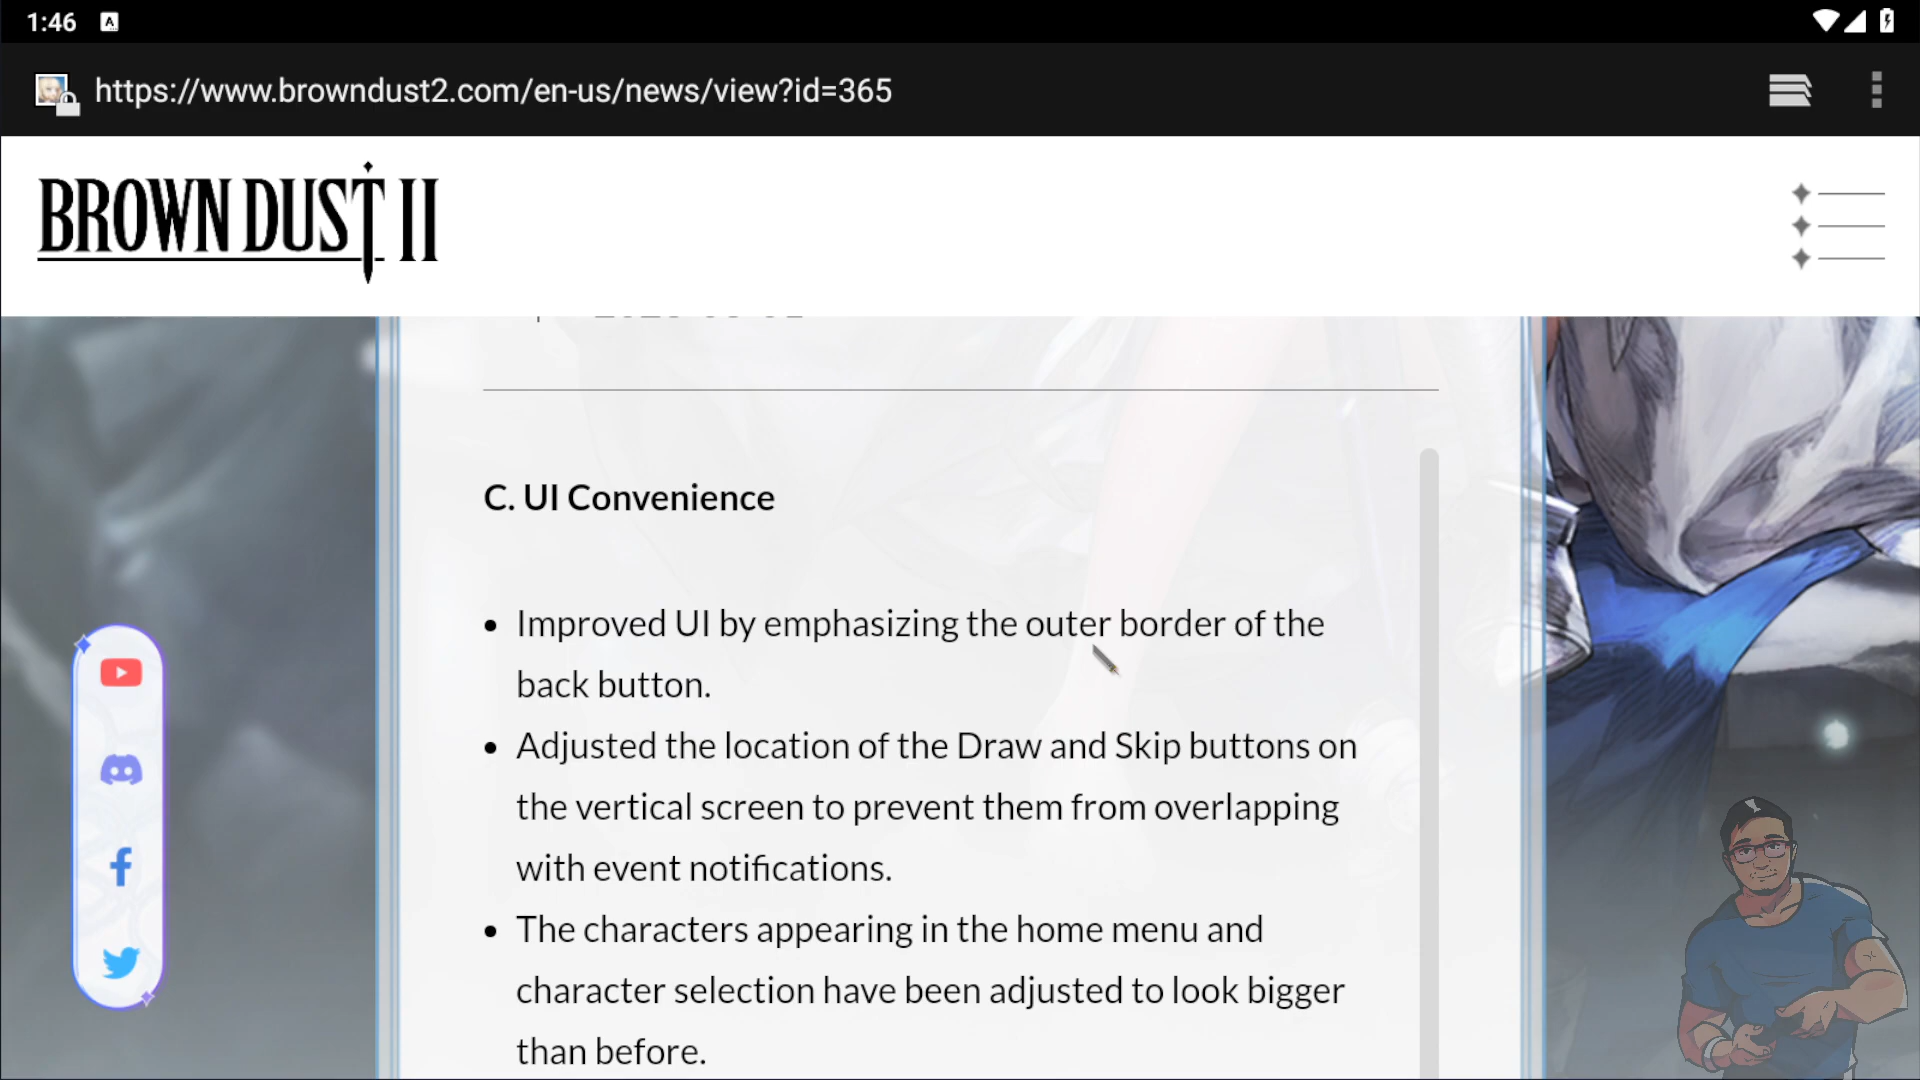 1:46 A
https://www.browndust2.com/en-us/news/view?id=365
BROWN DUST II
C. UI Convenience
• Improved UI by emphasizing the outer border of the
back button.
• Adjusted the location of the Draw and Skip buttons on
the vertical screen to prevent them from overlapping
with event notifications.
• The characters appearing in the home menu and
character selection have been adjusted to look bigger
than before.